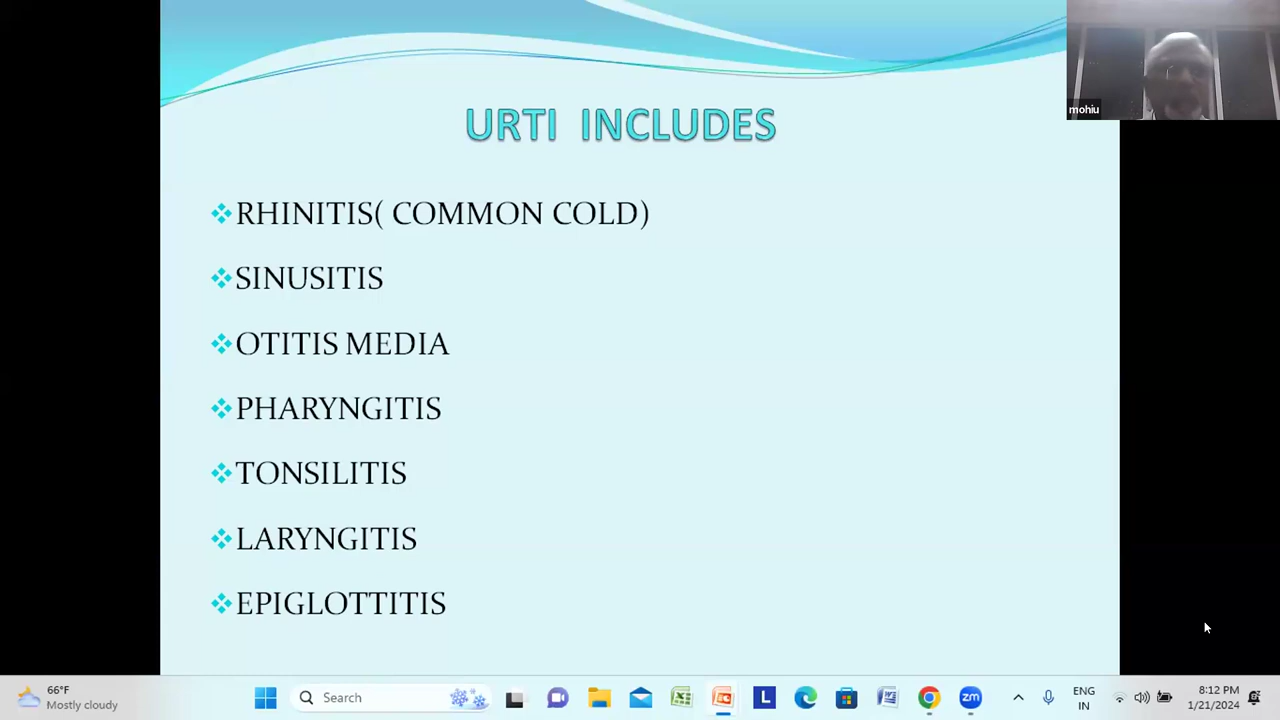 mohiu
URTI INCLUDES
RHINITIS( COMMON COLD)
SINUSITIS
OTITIS MEDIA
PHARYNGITIS
TONSILITIS
LARYNGITIS
EPIGLOTTITIS
66°F
Mostly cloudy
Search
L
zm
ENG
IN
8:12 PM
1/21/2024